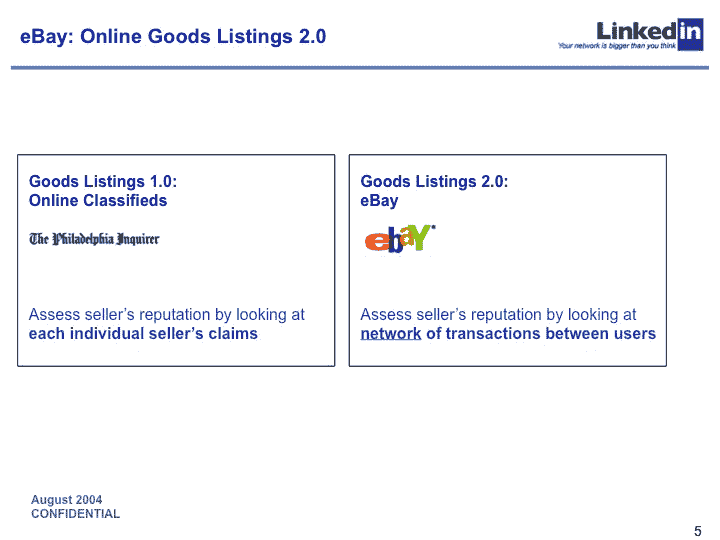 eBay: Online Goods Listings 2.0
Linkedin
Your network is bigger than you think
Goods Listings 1.0:
Online Classifieds
The Philadelphia Inquirer
Assess seller's reputation by looking at
each individual seller's claims
Goods Listings 2.0:
eBay
ebaY
Assess seller's reputation by looking at
network of transactions between users
August 2004
CONFIDENTIAL
5